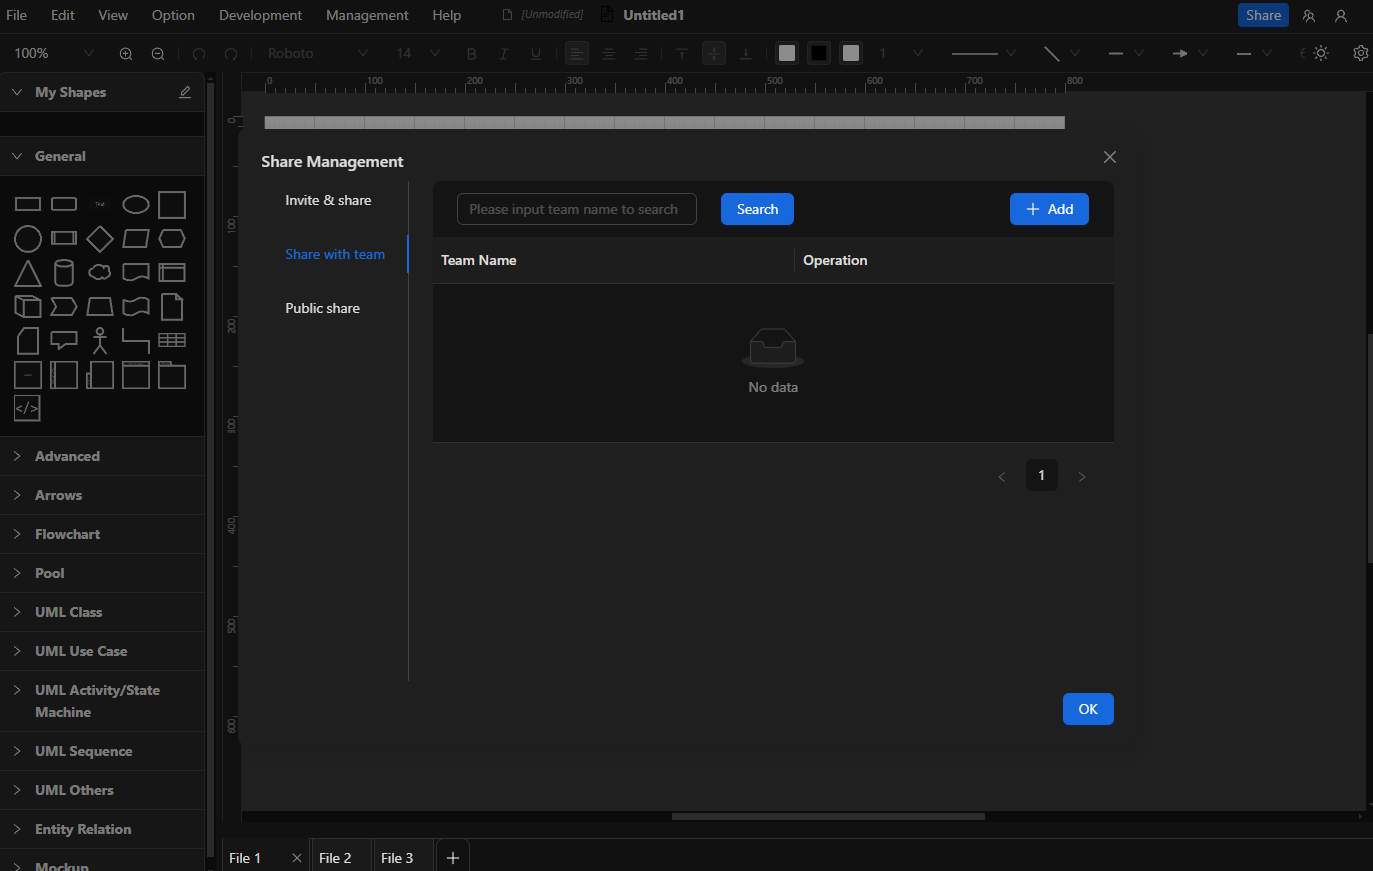 File Edit View Option Development Management Help [Unmodified] Untitled1 Share
100% Roboto 14 B I U 1
My Shapes
General
Text
</>
Advanced
Arrows
Flowchart
Pool
UML Class
UML Use Case
UML Activity/State
Machine
UML Sequence
UML Others
Entity Relation
Mockup
0 100 200 300 400 500 600 700 800
0
100
200
300
400
500
600
Share Management
Invite & share
Share with team
Public share
Please input team name to search Search + Add
Team Name Operation
No data
< 1 >
OK
File 1 File 2 File 3 +